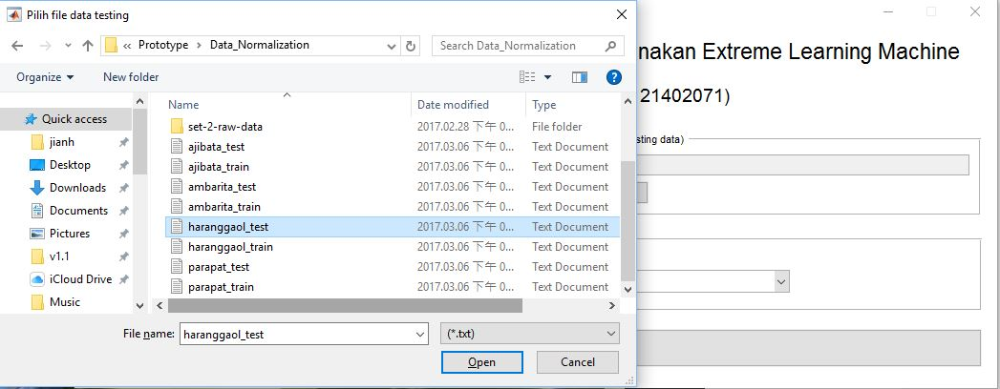 Pilih file data testing
« Prototype > Data_Normalization
Search Data_Normalization
Organize
New folder
Name
Date modified
Type
Quick access
jianh
Desktop
Downloads
Documents
Pictures
v1.1
iCloud Drive
Music
set-2-raw-data 2017.02.28 下午 0... File folder
ajibata_test 2017.03.06 下午 0... Text Document
ajibata_train 2017.03.06 下午 0... Text Document
ambarita_test 2017.03.06 下午 0... Text Document
ambarita_train 2017.03.06 下午 0... Text Document
haranggaol_test 2017.03.06 下午 0... Text Document
haranggaol_train 2017.03.06 下午 0... Text Document
parapat_test 2017.03.06 下午 0... Text Document
parapat_train 2017.03.06 下午 0... Text Document
File name: haranggaol_test
(*.txt)
Open
Cancel
nakan Extreme Learning Machine
21402071)
sting data)